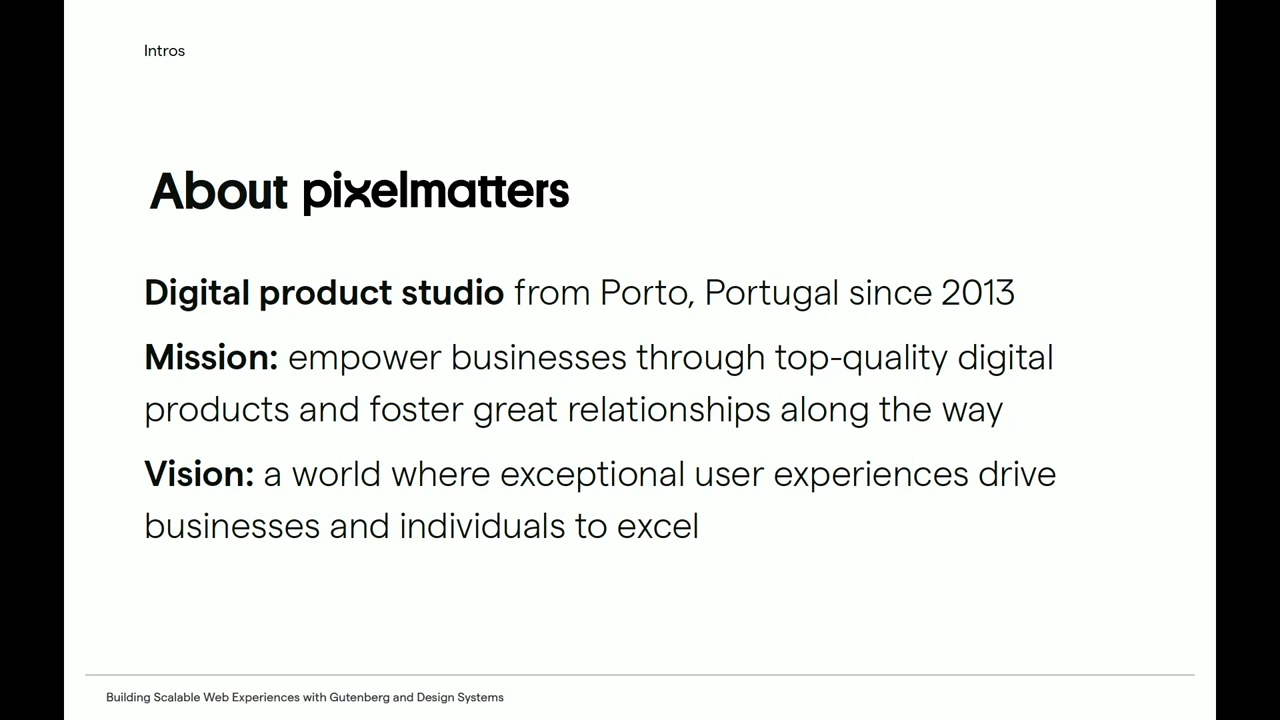 Intros
About pixelmatters
Digital product studio from Porto, Portugal since 2013
Mission: empower businesses through top-quality digital
products and foster great relationships along the way
Vision: a world where exceptional user experiences drive
businesses and individuals to excel
Building Scalable Web Experiences with Gutenberg and Design Systems